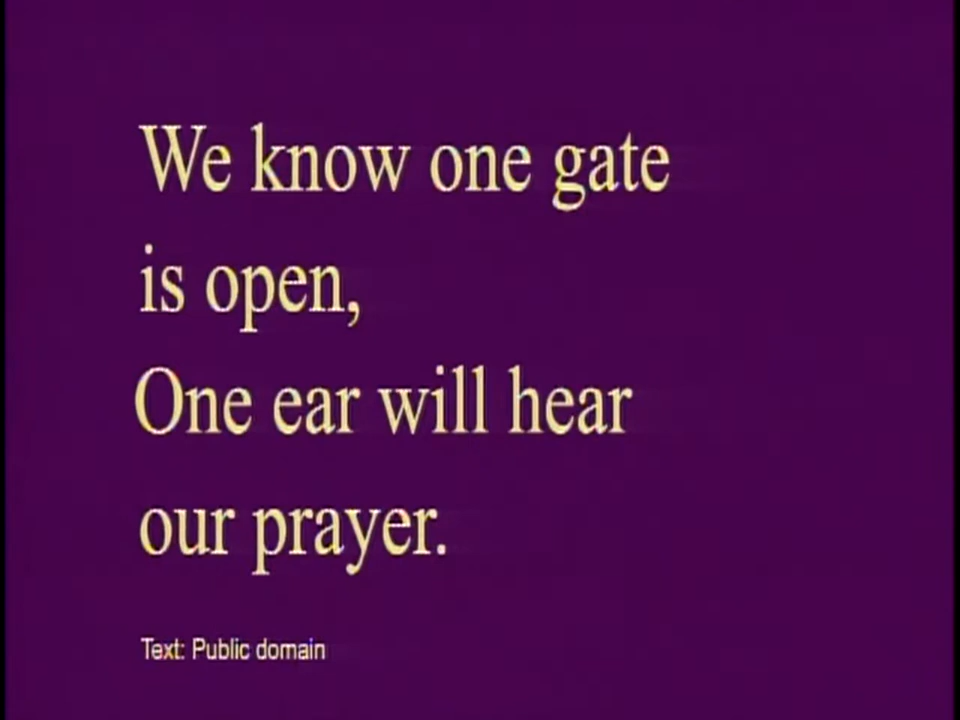 We know one gate
is open,
One ear will hear
our prayer.
Text: Public domain